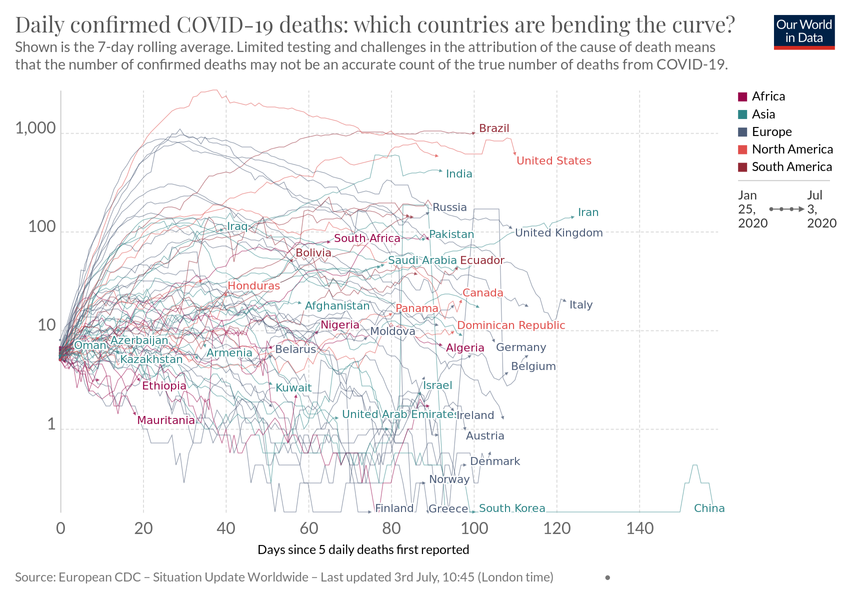 Daily confirmed COVID-19 deaths: which countries are bending the curve?
Our World
in Data
Shown is the 7-day rolling average. Limited testing and challenges in the attribution of the cause of death means
that the number of confirmed deaths may not be an accurate count of the true number of deaths from COVID-19.
Africa
Asia
Europe
North America
South America
Jan
25,
2020
Jul
3,
2020
1,000
100
10
1
Brazil
United States
India
Russia
Iran
Iraq
South Africa
Pakistan
United Kingdom
Bolivia
Saudi Arabia
Ecuador
Honduras
Canada
Afghanistan
Panama
Italy
Nigeria
Moldova
Dominican Republic
Oman
Azerbaijan
Kazakhstan
Armenia
Belarus
Algeria
Germany
Belgium
Ethiopia
Kuwait
Israel
Mauritania
United Arab Emirates
Ireland
Austria
Denmark
Norway
Finland
Greece
South Korea
China
0
20
40
60
80
100
120
140
Days since 5 daily deaths first reported
Source: European CDC – Situation Update Worldwide – Last updated 3rd July, 10:45 (London time)